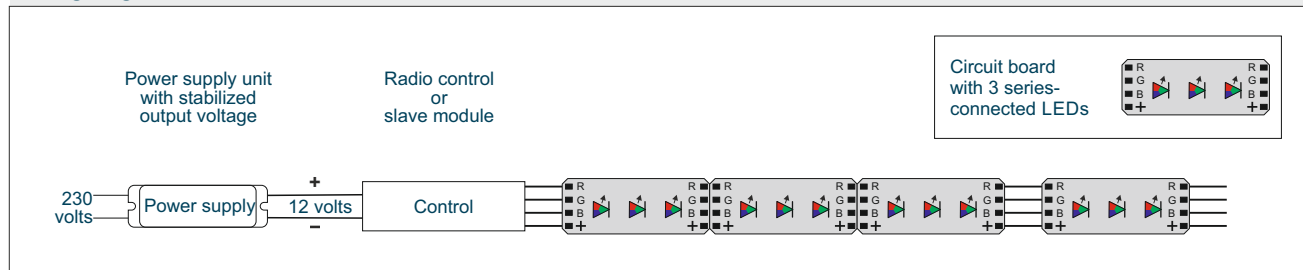 Power supply unit
with stabilized
output voltage
Radio control
or
slave module
Circuit board
with 3 series-
connected LEDs
R
G
B
+
R
G
B
+
230
volts
Power supply
+
12 volts
–
Control
R
G
B
+
R
G
B
+
R
G
B
+
R
G
B
+
R
G
B
+
R
G
B
+
R
G
B
+
R
G
B
+